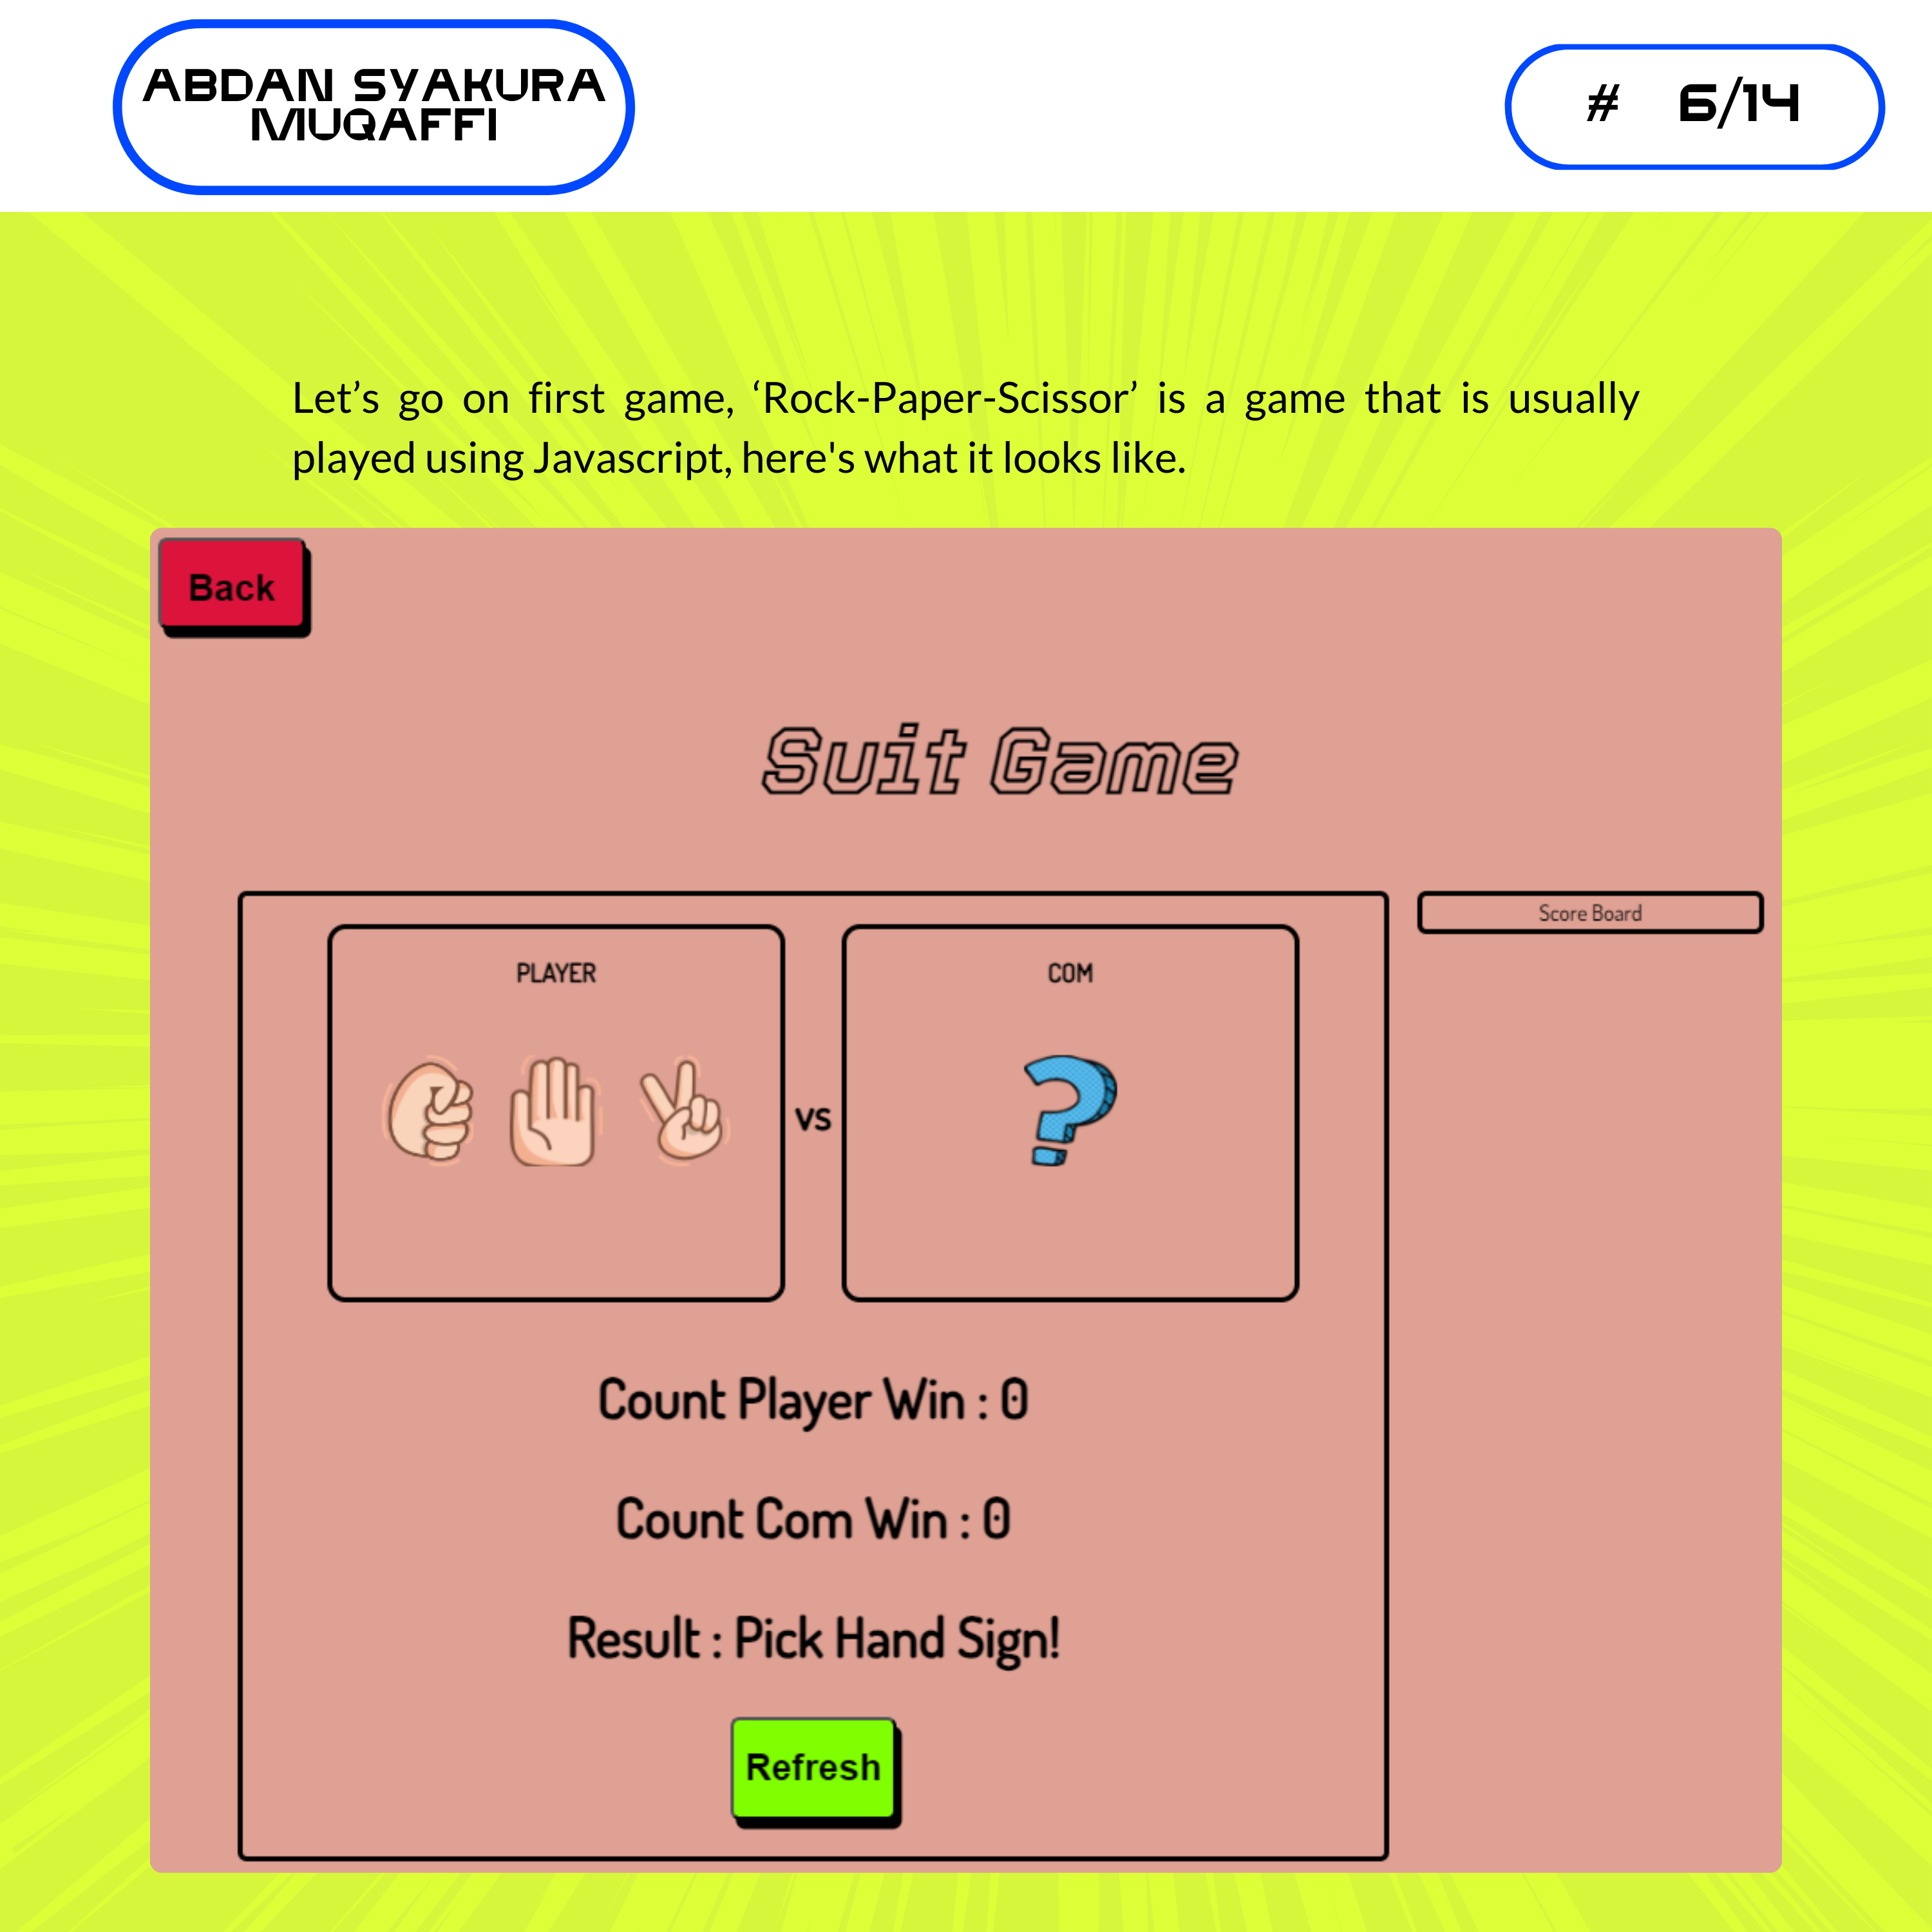 ABDAN SYAKURA
MUQAFFI
# 6/14
Let’s go on first game, ‘Rock-Paper-Scissor’ is a game that is usually
played using Javascript, here's what it looks like.
Back
Suit Game
Score Board
PLAYER
COM
VS
Count Player Win : 0
Count Com Win : 0
Result : Pick Hand Sign!
Refresh